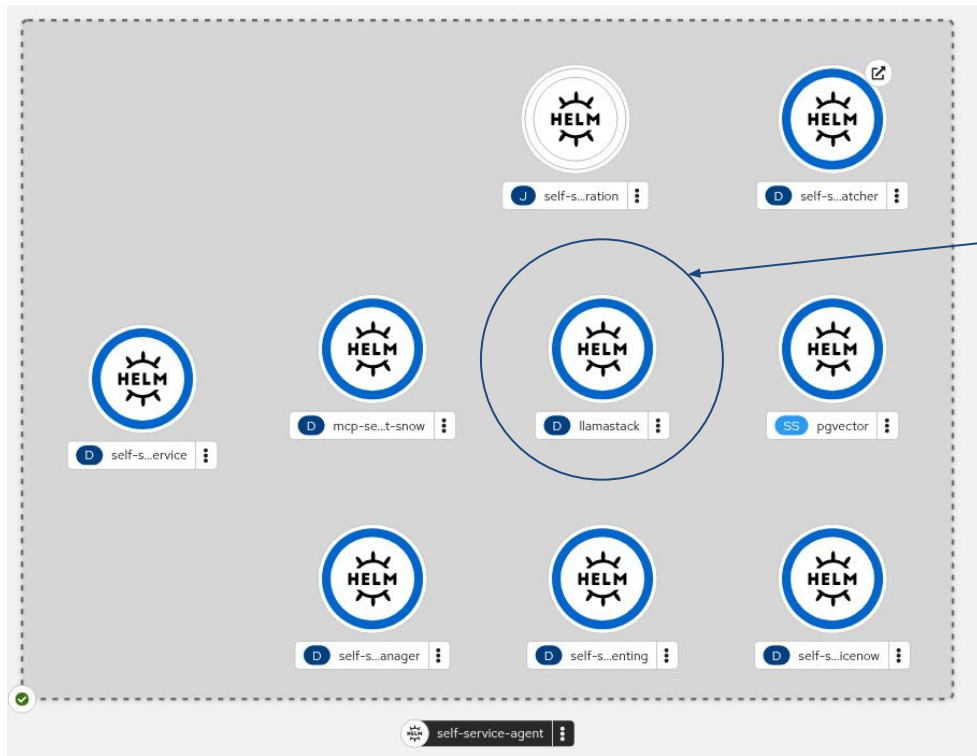 HELM
HELM
J self-s...ration
D self-s...atcher
HELM
HELM
HELM
HELM
D mcp-se...t-snow
D llamastack
SS pgvector
D self-s...ervice
HELM
HELM
HELM
D self-s...anager
D self-s...enting
D self-s...icenow
HELM self-service-agent